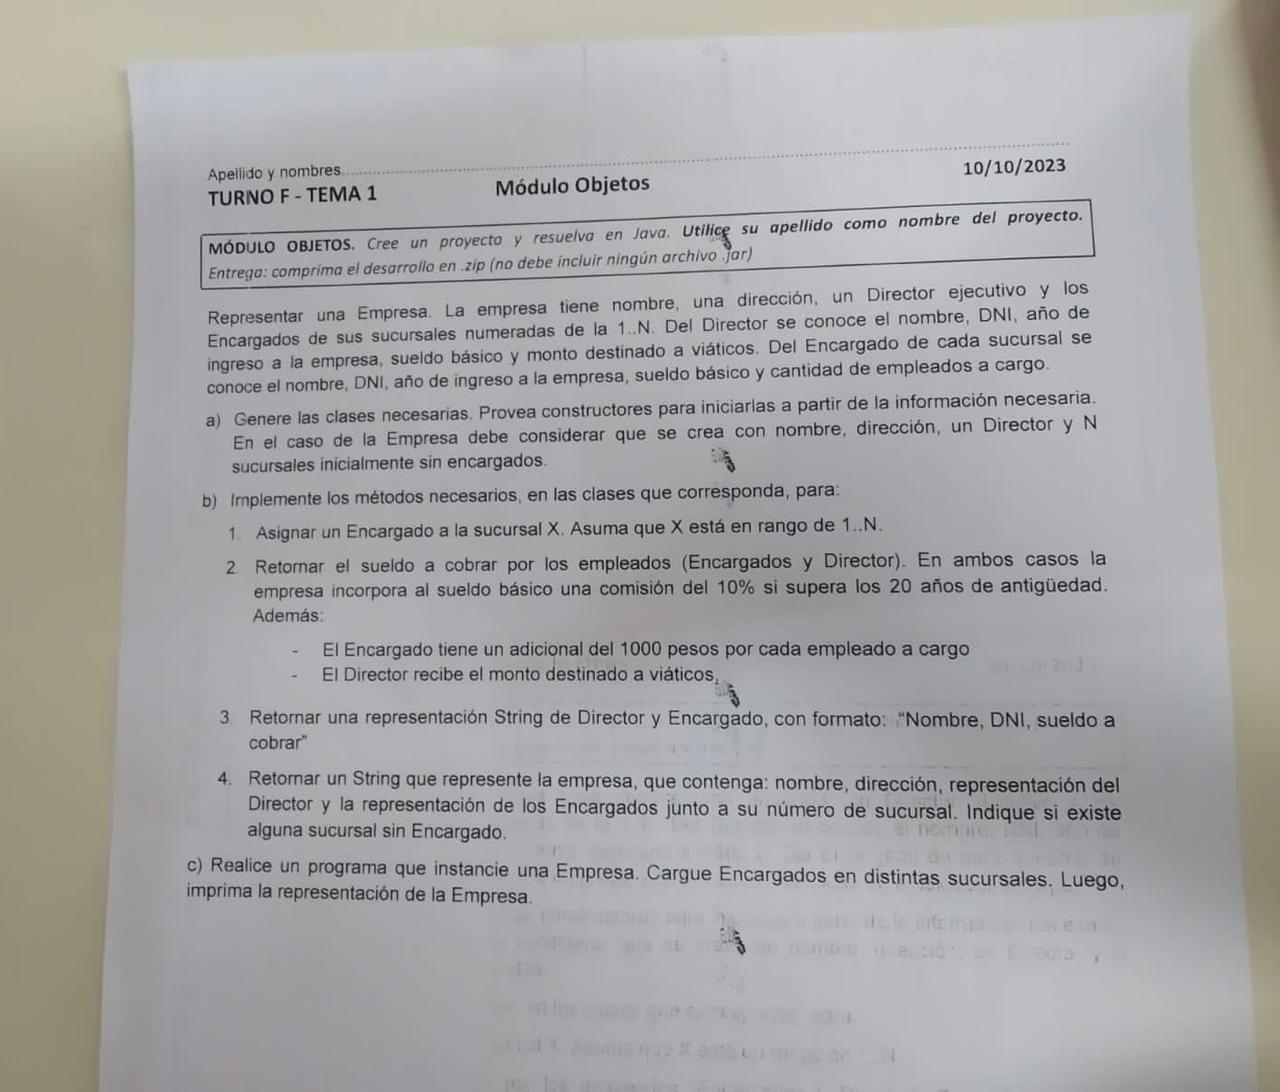 Apellido y nombres
TURNO F - TEMA 1 Módulo Objetos 10/10/2023
MÓDULO OBJETOS. Cree un proyecto y resuelva en Java. Utilice su apellido como nombre del proyecto.
Entrega: comprima el desarrollo en .zip (no debe incluir ningún archivo .jar)
Representar una Empresa. La empresa tiene nombre, una dirección, un Director ejecutivo y los
Encargados de sus sucursales numeradas de la 1..N. Del Director se conoce el nombre, DNI, año de
ingreso a la empresa, sueldo básico y monto destinado a viáticos. Del Encargado de cada sucursal se
conoce el nombre, DNI, año de ingreso a la empresa, sueldo básico y cantidad de empleados a cargo.
a) Genere las clases necesarias. Provea constructores para iniciarlas a partir de la información necesaria.
En el caso de la Empresa debe considerar que se crea con nombre, dirección, un Director y N
sucursales inicialmente sin encargados.
b) Implemente los métodos necesarios, en las clases que corresponda, para:
1. Asignar un Encargado a la sucursal X. Asuma que X está en rango de 1..N.
2. Retornar el sueldo a cobrar por los empleados (Encargados y Director). En ambos casos la
empresa incorpora al sueldo básico una comisión del 10% si supera los 20 años de antigüedad.
Además:
- El Encargado tiene un adicional del 1000 pesos por cada empleado a cargo
- El Director recibe el monto destinado a viáticos.
3. Retornar una representación String de Director y Encargado, con formato: “Nombre, DNI, sueldo a
cobrar”
4. Retornar un String que represente la empresa, que contenga: nombre, dirección, representación del
Director y la representación de los Encargados junto a su número de sucursal. Indique si existe
alguna sucursal sin Encargado.
c) Realice un programa que instancie una Empresa. Cargue Encargados en distintas sucursales. Luego,
imprima la representación de la Empresa.